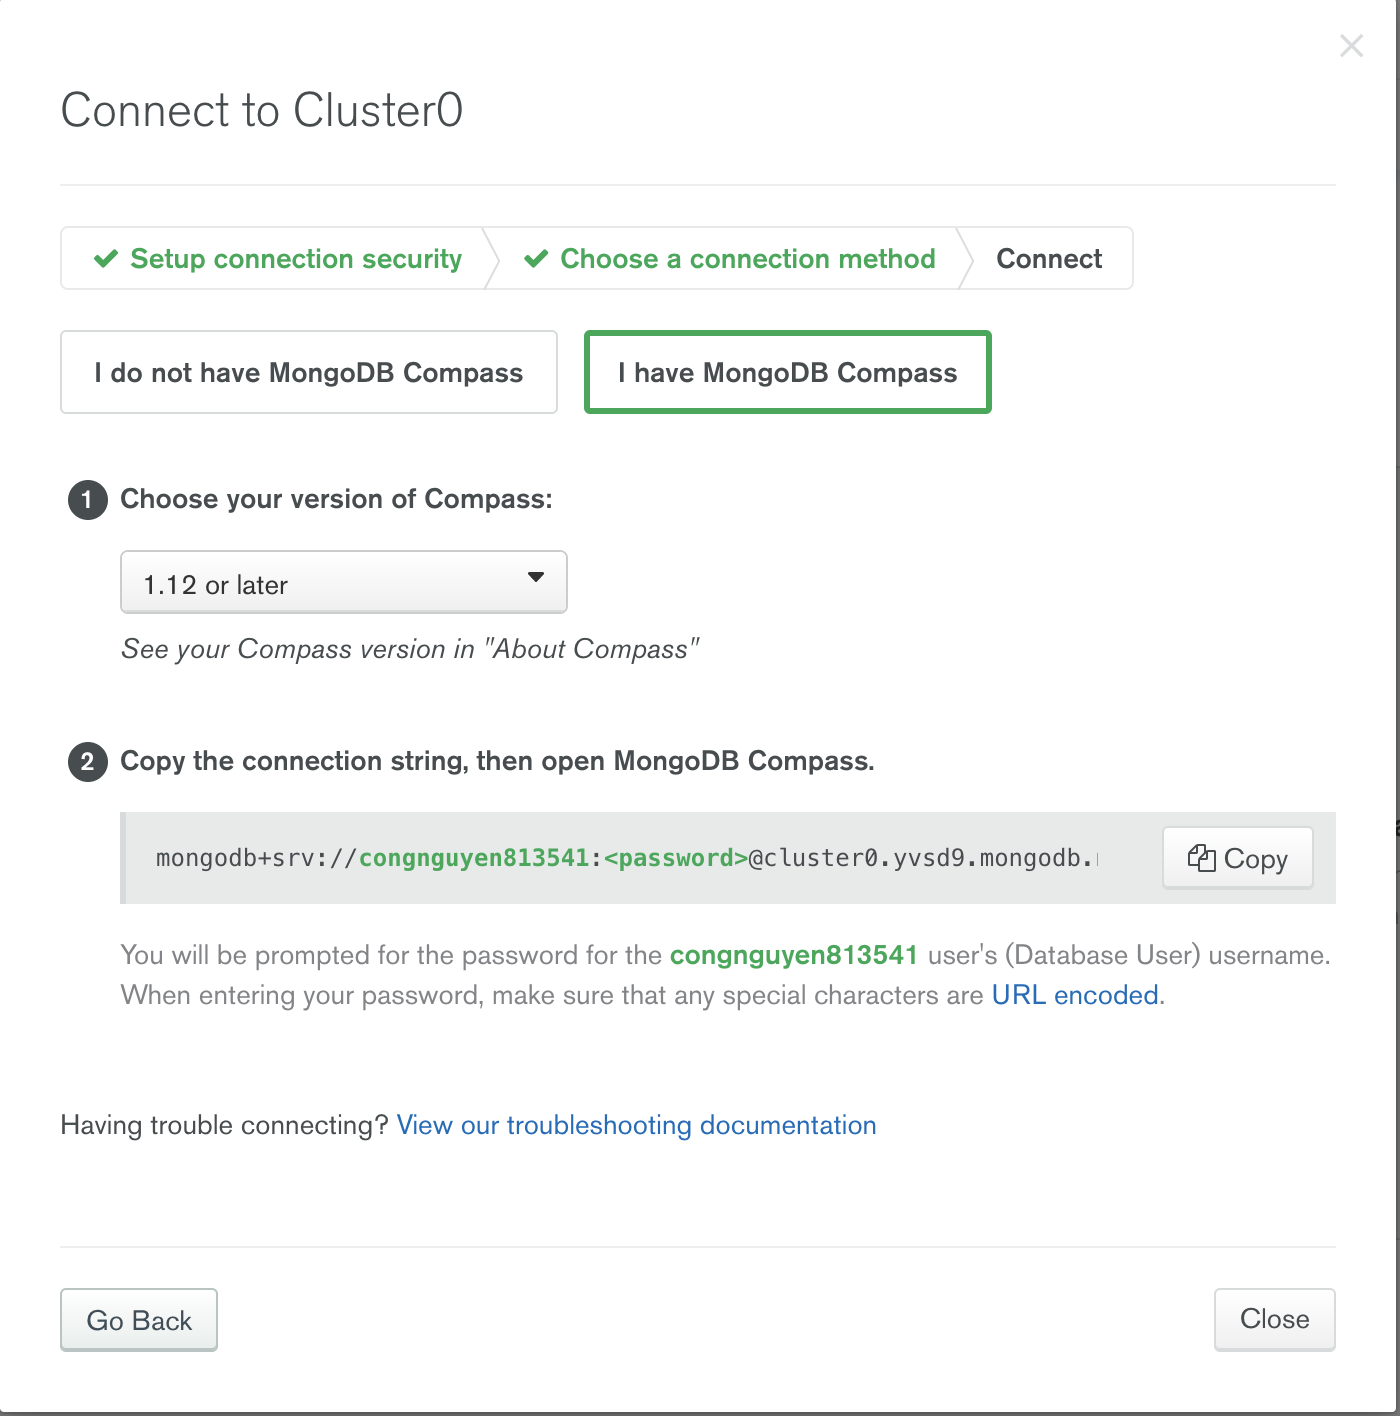 Connect to Cluster0
Setup connection security
Choose a connection method
Connect
I do not have MongoDB Compass
I have MongoDB Compass
1 Choose your version of Compass:
1.12 or later
See your Compass version in "About Compass"
2 Copy the connection string, then open MongoDB Compass.
mongodb+srv://congnguyen813541:<password>@cluster0.yvsd9.mongodb.
Copy
You will be prompted for the password for the congnguyen813541 user's (Database User) username.
When entering your password, make sure that any special characters are URL encoded.
Having trouble connecting? View our troubleshooting documentation
Go Back
Close